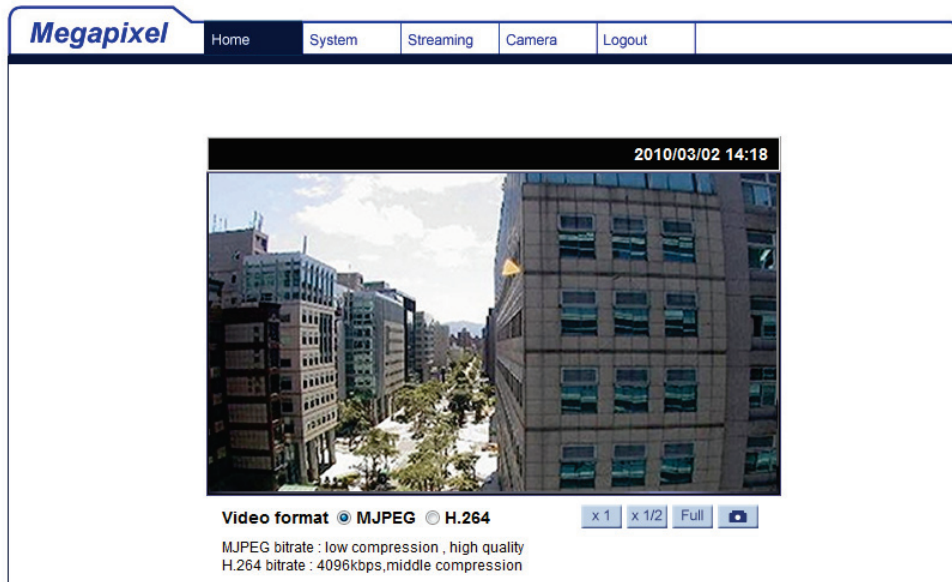 Megapixel
Home System Streaming Camera Logout
2010/03/02 14:18
Video format MJPEG H.264 x 1 x 1/2 Full
MJPEG bitrate : low compression , high quality
H.264 bitrate : 4096kbps,middle compression